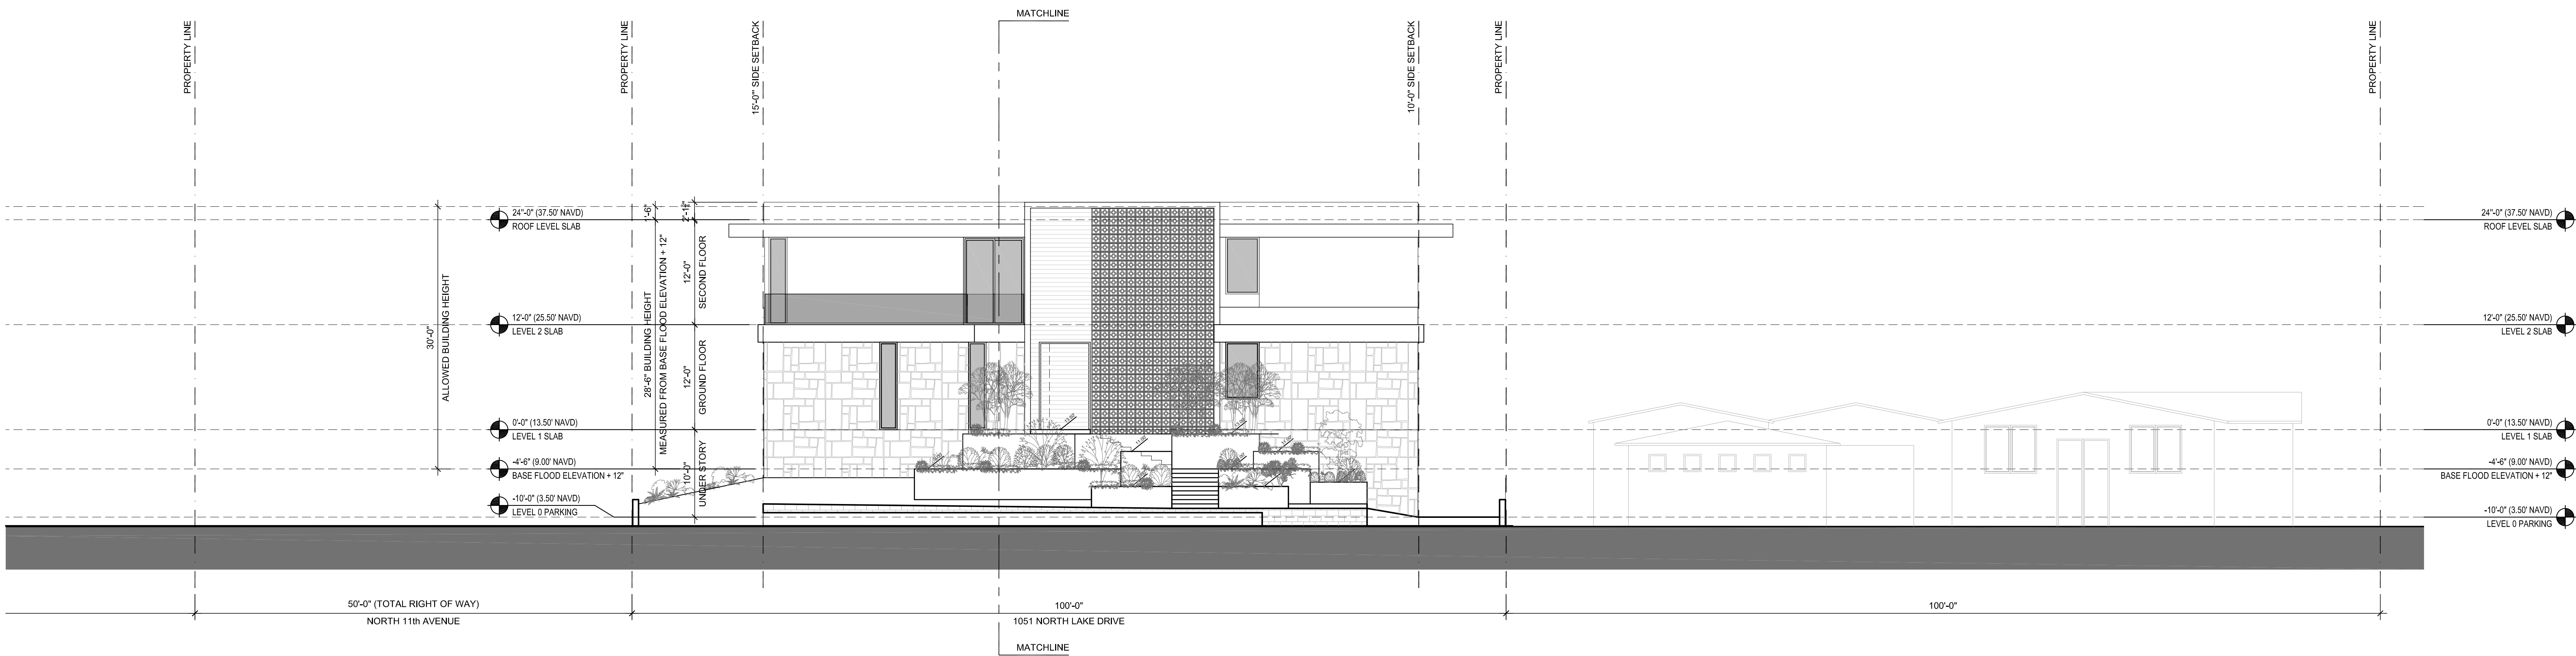 MATCHLINE
PROPERTY LINE
PROPERTY LINE
15'-0" SIDE SETBACK
10'-0" SIDE SETBACK
PROPERTY LINE
PROPERTY LINE
24"-0" (37.50' NAVD)
ROOF LEVEL SLAB
12'-0" (25.50' NAVD)
LEVEL 2 SLAB
0'-0" (13.50' NAVD)
LEVEL 1 SLAB
-4'-6" (9.00' NAVD)
BASE FLOOD ELEVATION + 12"
-10'-0" (3.50' NAVD)
LEVEL 0 PARKING
30'-0"
ALLOWED BUILDING HEIGHT
28'-6" BUILDING HEIGHT
MEASURED FROM BASE FLOOD ELEVATION + 12"
1'-6"
12'-0"
SECOND FLOOR
12'-0"
GROUND FLOOR
10'-0"
UNDER STORY
24"-0" (37.50' NAVD)
ROOF LEVEL SLAB
12'-0" (25.50' NAVD)
LEVEL 2 SLAB
0'-0" (13.50' NAVD)
LEVEL 1 SLAB
-4'-6" (9.00' NAVD)
BASE FLOOD ELEVATION + 12"
-10'-0" (3.50' NAVD)
LEVEL 0 PARKING
50'-0" (TOTAL RIGHT OF WAY)
NORTH 11th AVENUE
100'-0"
1051 NORTH LAKE DRIVE
100'-0"
MATCHLINE